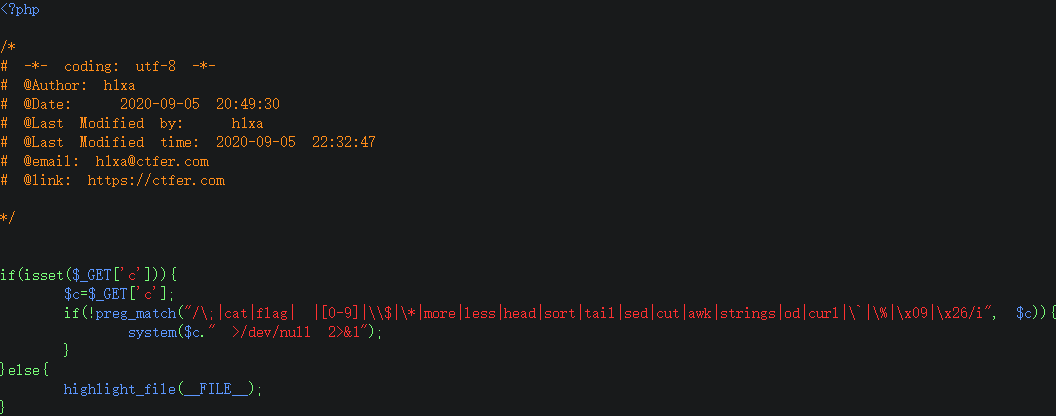 <?php

/*
# -*- coding: utf-8 -*-
# @Author: h1xa
# @Date:   2020-09-05 20:49:30
# @Last Modified by:   h1xa
# @Last Modified time: 2020-09-05 22:32:47
# @email: h1xa@ctfer.com
# @link: https://ctfer.com

*/


if(isset($_GET['c'])){
    $c=$_GET['c'];
    if(!preg_match("/\;|cat|flag| |[0-9]|\\$|\*|more|less|head|sort|tail|sed|cut|awk|strings|od|curl|\`|\%|\x09|\x26/i", $c)){
        system($c." >/dev/null 2>&1");
    }
}else{
    highlight_file(__FILE__);
}